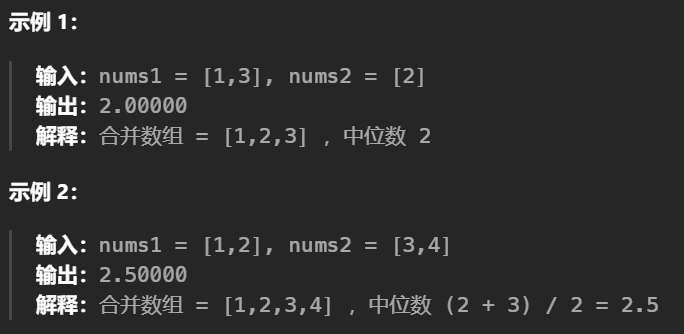 示例 1：
输入：nums1 = [1,3], nums2 = [2]
输出：2.00000
解释：合并数组 = [1,2,3] ，中位数 2
示例 2：
输入：nums1 = [1,2], nums2 = [3,4]
输出：2.50000
解释：合并数组 = [1,2,3,4] ，中位数 (2 + 3) / 2 = 2.5